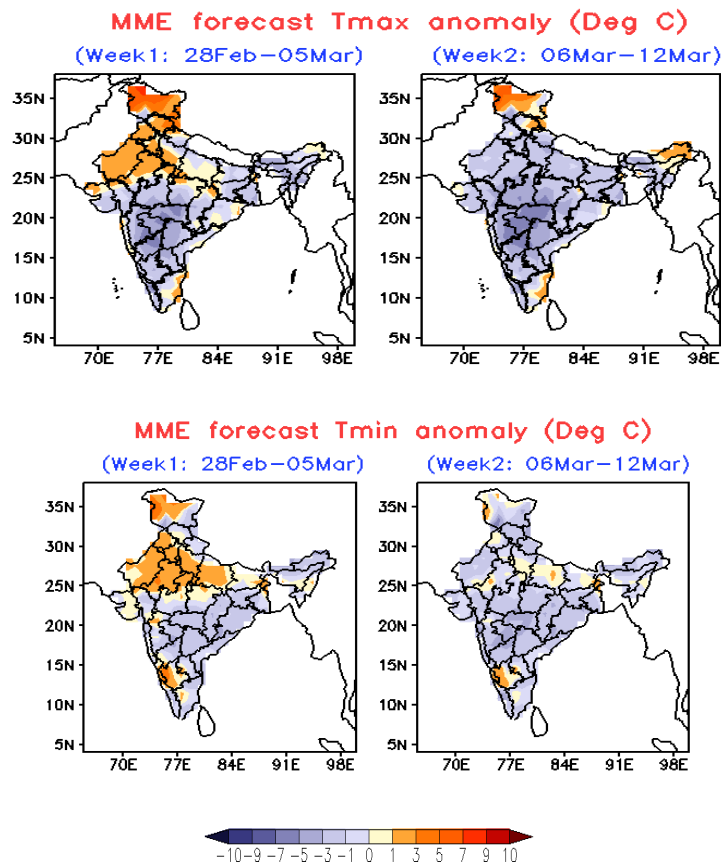 MME forecast Tmax anomaly (Deg C)
(Week1: 28Feb-05Mar) (Week2: 06Mar-12Mar)
35N 35N
30N 30N
25N 25N
20N 20N
15N 15N
10N 10N
5N 5N
70E 77E 84E 91E 98E 70E 77E 84E 91E 98E
MME forecast Tmin anomaly (Deg C)
(Week1: 28Feb-05Mar) (Week2: 06Mar-12Mar)
35N 35N
30N 30N
25N 25N
20N 20N
15N 15N
10N 10N
5N 5N
70E 77E 84E 91E 98E 70E 77E 84E 91E 98E
-10 -9 -7 -5 -3 -1 0 1 3 5 7 9 10